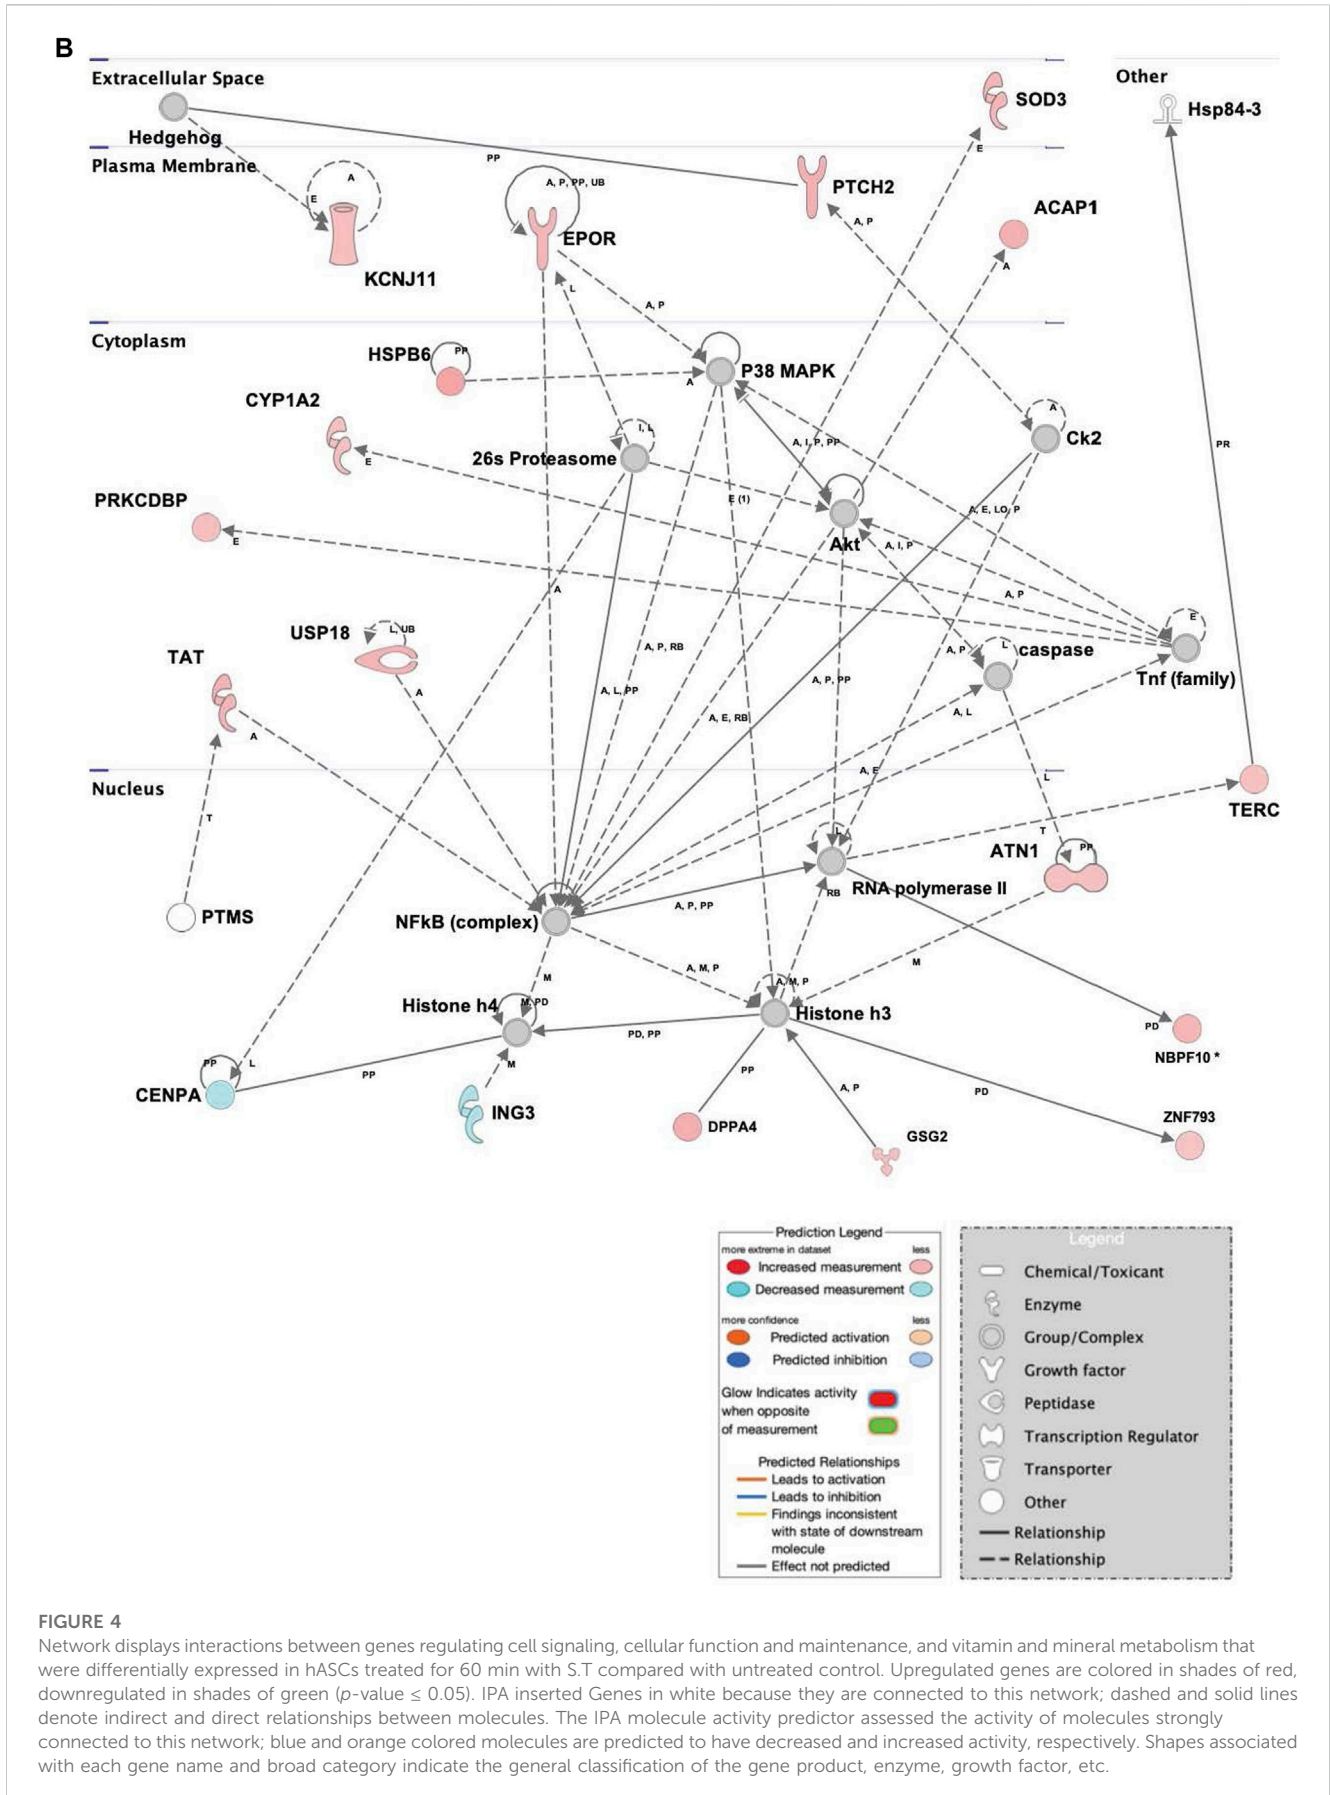 B
Extracellular Space
Other
SOD3
Hsp84-3
Hedgehog
E
Plasma Membrane
PP
A
A, P, PP, UB
PTCH2
E
ACAP1
A, P
EPOR
A
KCNJ11
L
A, P
Cytoplasm
HSPB6
PP
P38 MAPK
A
CYP1A2
A
I, L
A, I, P, PP
Ck2
PR
E
26s Proteasome
PRKCDBP
E (1)
A, E, LO, P
E
Akt
A, I, P
A
A, P
L, UB
E
USP18
A, P, RB
A, P
L
caspase
TAT
A, P, PP
Tnf (family)
A
A, L, PP
A, E, RB
A, L
A
A, E
L
Nucleus
TERC
T
L
T
PP
ATN1
RB
RNA polymerase II
PTMS
NFkB (complex)
A, P, PP
M
A, M, P
M
A, M, P
Histone h4
M, PD
Histone h3
PD, PP
PD
NBPF10 *
PP
L
M
PP
PP
A, P
PD
CENPA
ING3
DPPA4
GSG2
ZNF793
Prediction Legend
more extreme in dataset less
Increased measurement
Decreased measurement
more confidence less
Predicted activation
Predicted inhibition
Glow Indicates activity
when opposite
of measurement
Predicted Relationships
Leads to activation
Leads to inhibition
Findings inconsistent
with state of downstream
molecule
Effect not predicted
Legend
Chemical/Toxicant
Enzyme
Group/Complex
Growth factor
Peptidase
Transcription Regulator
Transporter
Other
Relationship
Relationship
FIGURE 4
Network displays interactions between genes regulating cell signaling, cellular function and maintenance, and vitamin and mineral metabolism that
were differentially expressed in hASCs treated for 60 min with S.T compared with untreated control. Upregulated genes are colored in shades of red,
downregulated in shades of green (p-value ≤ 0.05). IPA inserted Genes in white because they are connected to this network; dashed and solid lines
denote indirect and direct relationships between molecules. The IPA molecule activity predictor assessed the activity of molecules strongly
connected to this network; blue and orange colored molecules are predicted to have decreased and increased activity, respectively. Shapes associated
with each gene name and broad category indicate the general classification of the gene product, enzyme, growth factor, etc.